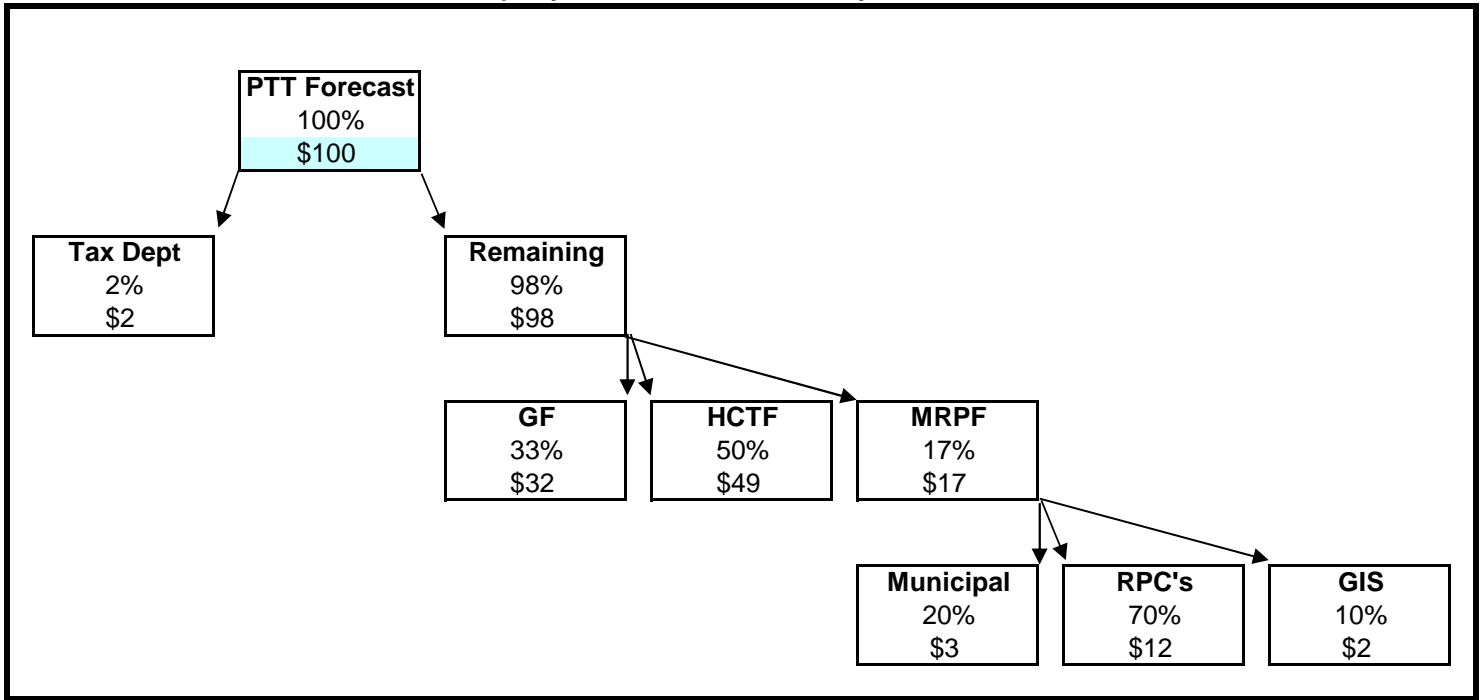 PTT Forecast
100%
$100
Tax Dept
2%
$2
Remaining
98%
$98
GF
33%
$32
HCTF
50%
$49
MRPF
17%
$17
Municipal
20%
$3
RPC's
70%
$12
GIS
10%
$2